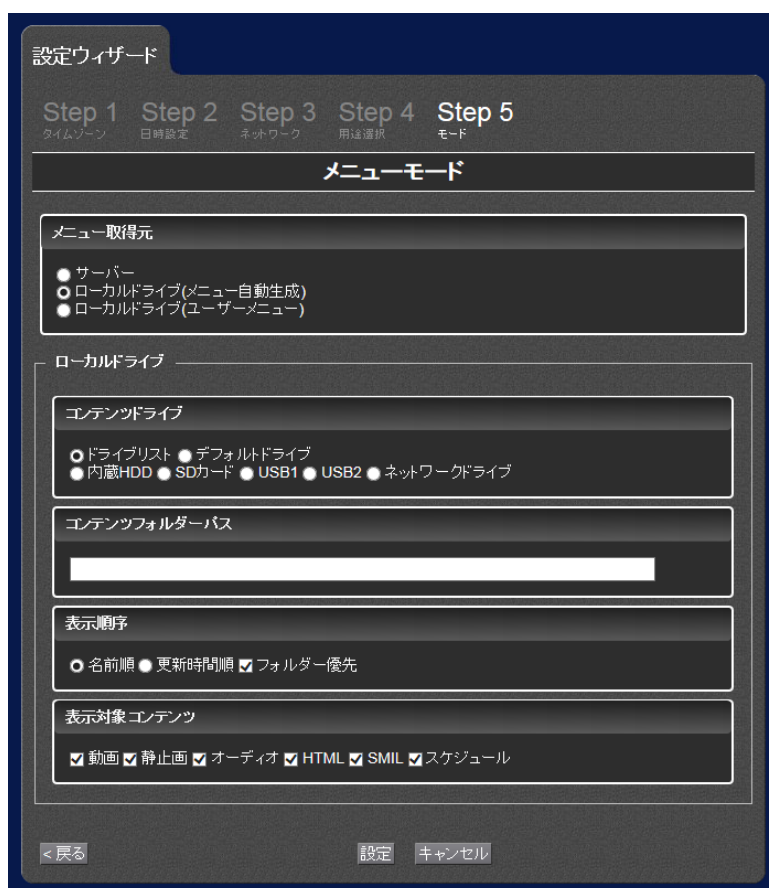 設定ウィザード
Step 1 Step 2 Step 3 Step 4 Step 5
タイムゾーン 日時設定 ネットワーク 用途選択 モード
メニューモード
メニュー取得元
サーバー
ローカルドライブ(メニュー自動生成)
ローカルドライブ(ユーザーメニュー)
ローカルドライブ
コンテンツドライブ
ドライブリスト デフォルトドライブ
内蔵HDD SDカード USB1 USB2 ネットワークドライブ
コンテンツフォルダーパス
表示順序
名前順 更新時間順 フォルダー優先
表示対象コンテンツ
動画 静止画 オーディオ HTML SMIL スケジュール
<戻る 設定 キャンセル